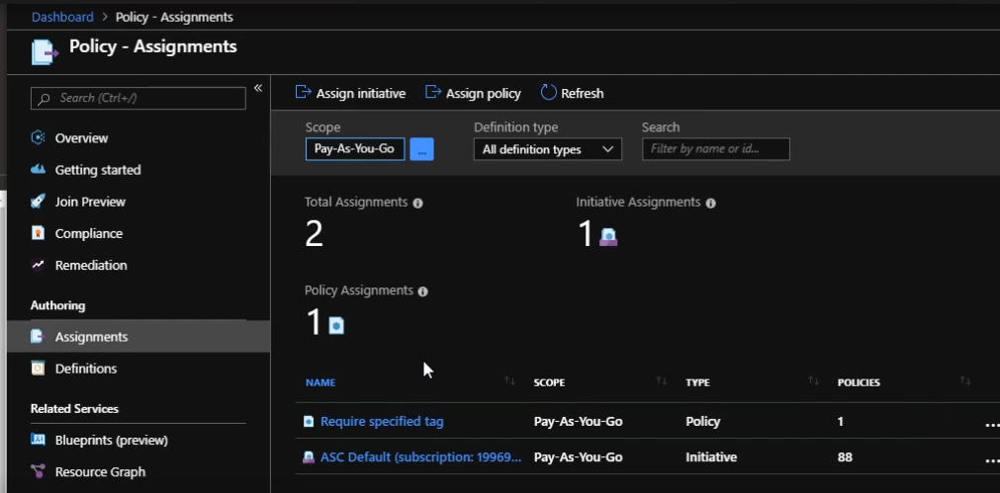 Dashboard > Policy - Assignments
Policy - Assignments
Search (Ctrl+/)
«
Overview
Getting started
Join Preview
Compliance
Remediation
Authoring
Assignments
Definitions
Related Services
Blueprints (preview)
Resource Graph
Assign initiative Assign policy Refresh
Scope Definition type Search
Pay-As-You-Go ... All definition types Filter by name or id...
Total Assignments Initiative Assignments
2 1
Policy Assignments
1
NAME SCOPE TYPE POLICIES
Require specified tag Pay-As-You-Go Policy 1 ...
ASC Default (subscription: 19969... Pay-As-You-Go Initiative 88 ...